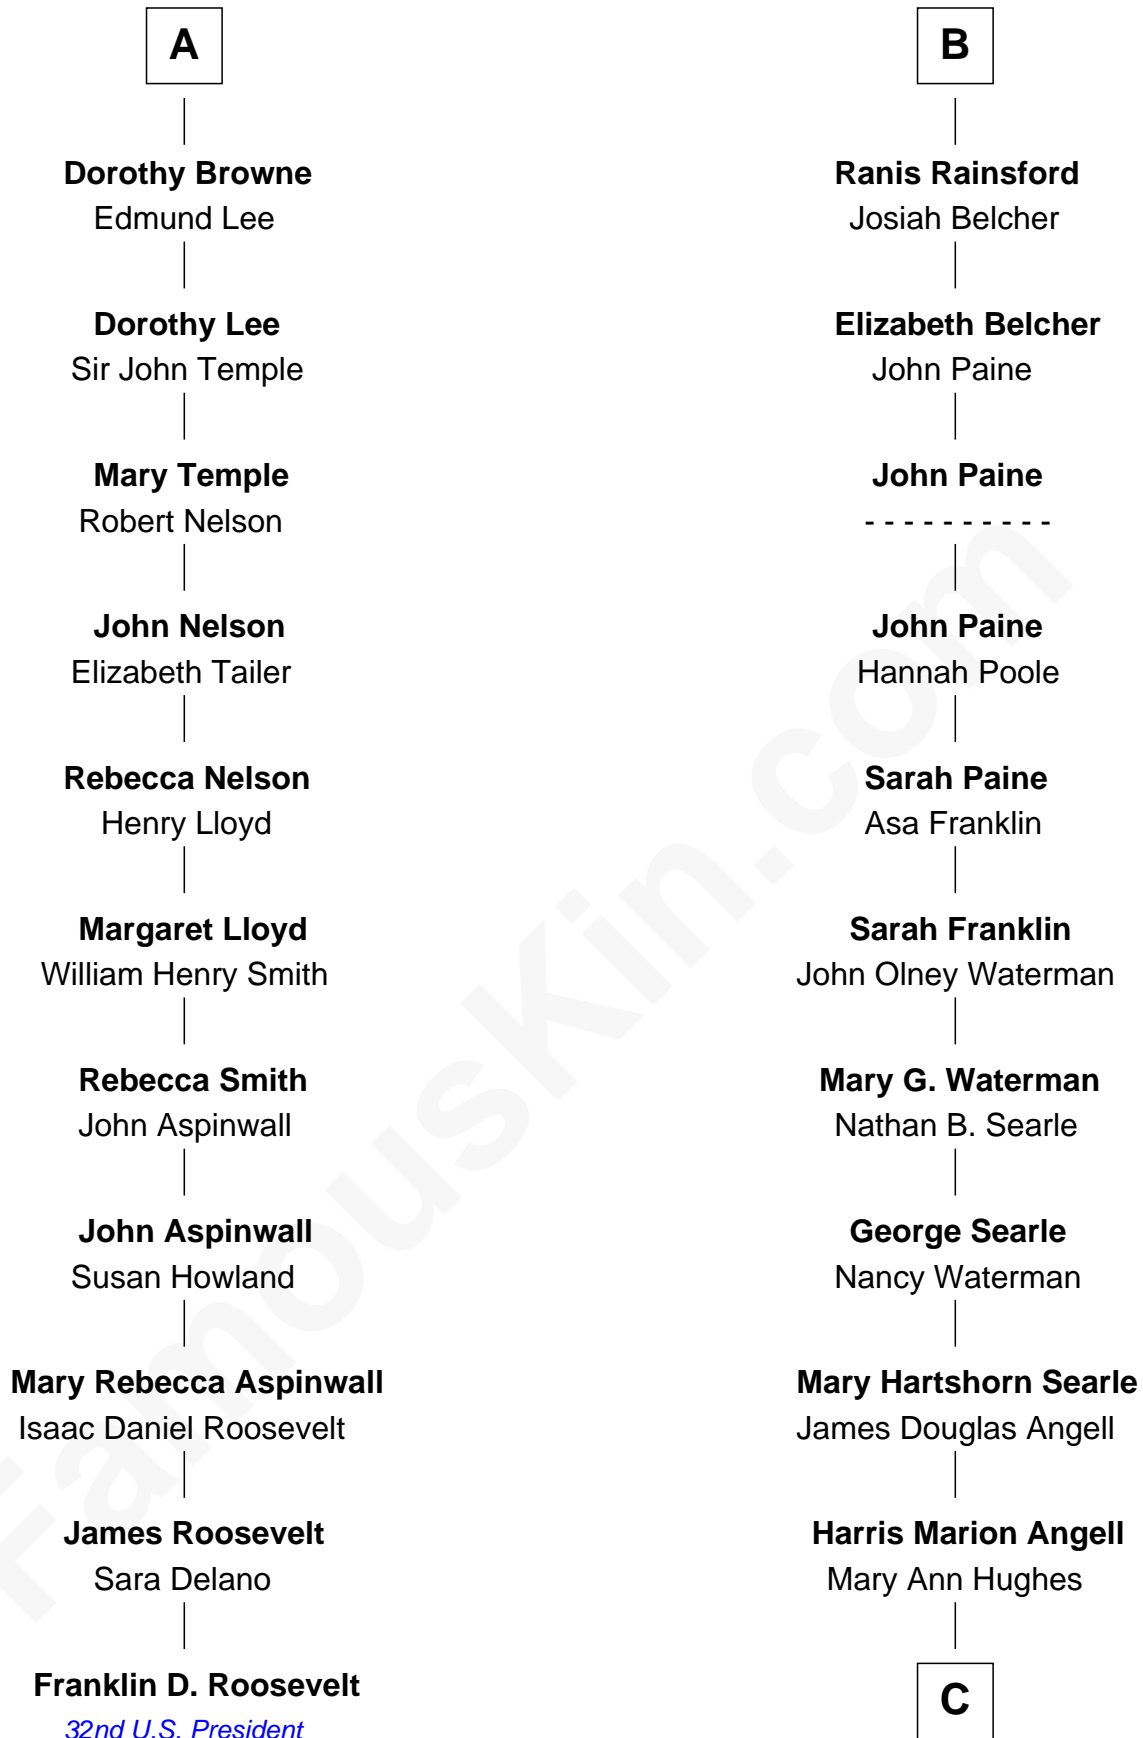 A
Dorothy Browne
Edmund Lee
Dorothy Lee
Sir John Temple
Mary Temple
Robert Nelson
John Nelson
Elizabeth Tailer
Rebecca Nelson
Henry Lloyd
Margaret Lloyd
William Henry Smith
Rebecca Smith
John Aspinwall
John Aspinwall
Susan Howland
Mary Rebecca Aspinwall
Isaac Daniel Roosevelt
James Roosevelt
Sara Delano
Franklin D. Roosevelt
32nd U.S. President
B
Ranis Rainsford
Josiah Belcher
Elizabeth Belcher
John Paine
John Paine
- - - - - - - - - -
John Paine
Hannah Poole
Sarah Paine
Asa Franklin
Sarah Franklin
John Olney Waterman
Mary G. Waterman
Nathan B. Searle
George Searle
Nancy Waterman
Mary Hartshorn Searle
James Douglas Angell
Harris Marion Angell
Mary Ann Hughes
C
FamousKin.com